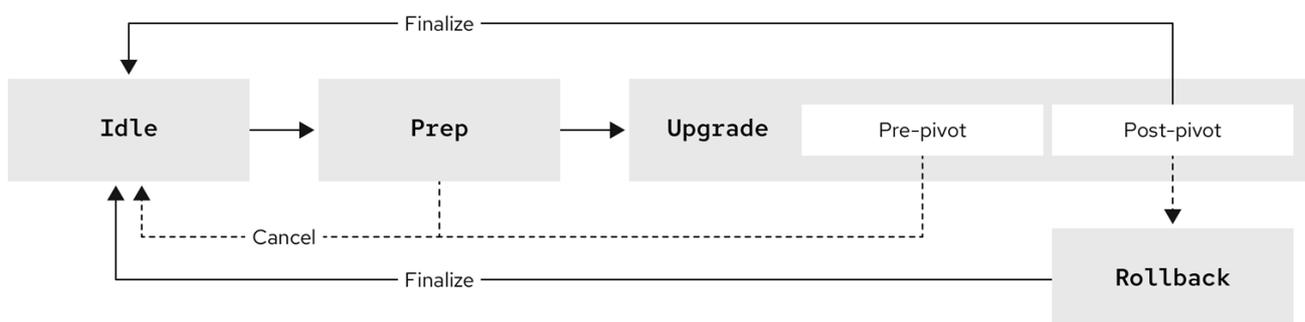 Finalize
Idle
Prep
Upgrade
Pre-pivot
Post-pivot
Cancel
Finalize
Rollback